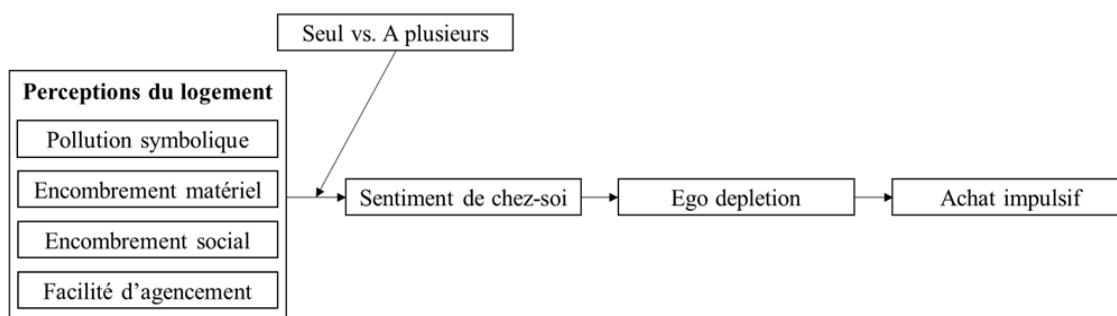 Seul vs. A plusieurs
Perceptions du logement
Pollution symbolique
Encombrement matériel
Encombrement social
Facilité d'agencement
Sentiment de chez-soi
Ego depletion
Achat impulsif